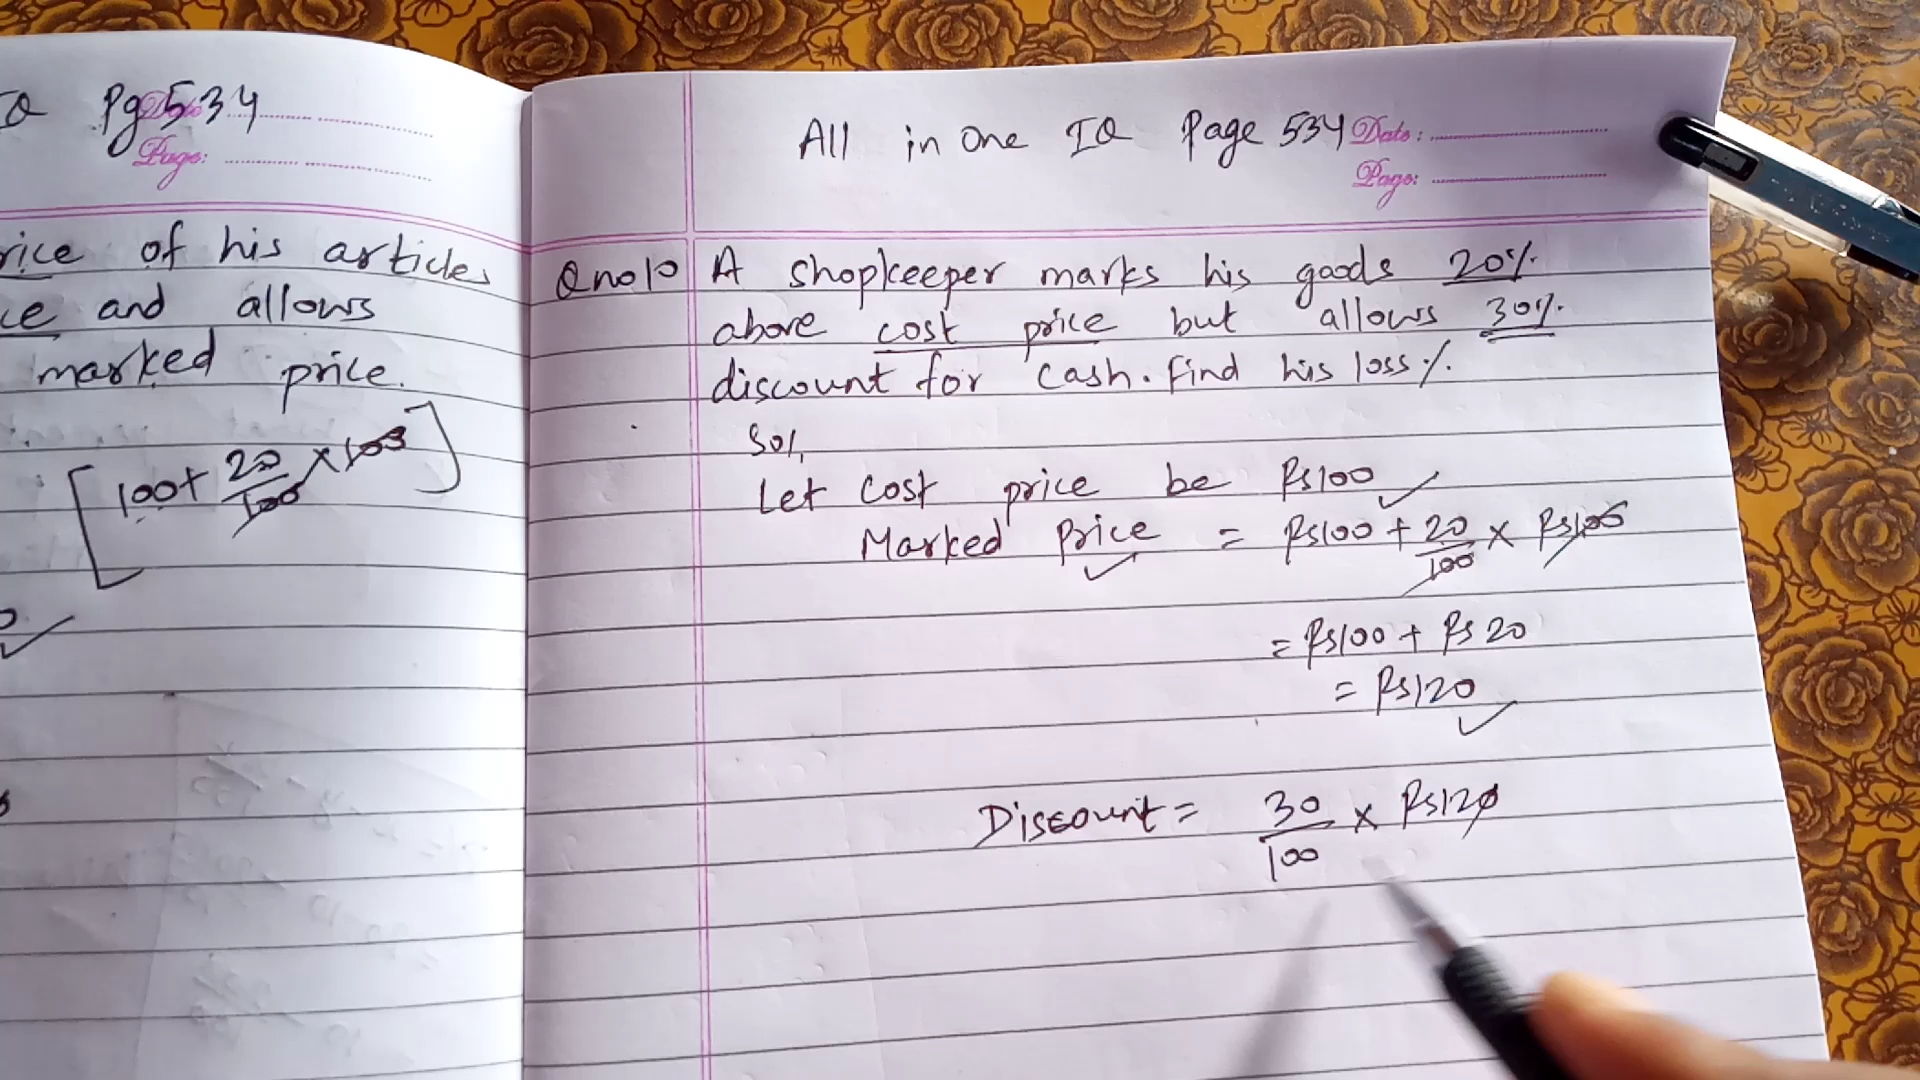 Q Pg 534
Date:
Page:
rice of his articles
ce and allows
marked price.
[100+ 20/100 × 100]
All in One IQ Page 534
Date:
Page:
Qno10 A Shopkeeper marks his goods 20%
above cost price but allows 30%
discount for cash. Find his loss%.
Sol,
Let cost price be Rs100
Marked Price = Rs100 + 20/100 × Rs100
= Rs100 + Rs 20
= Rs120
Discount = 30/100 × Rs120